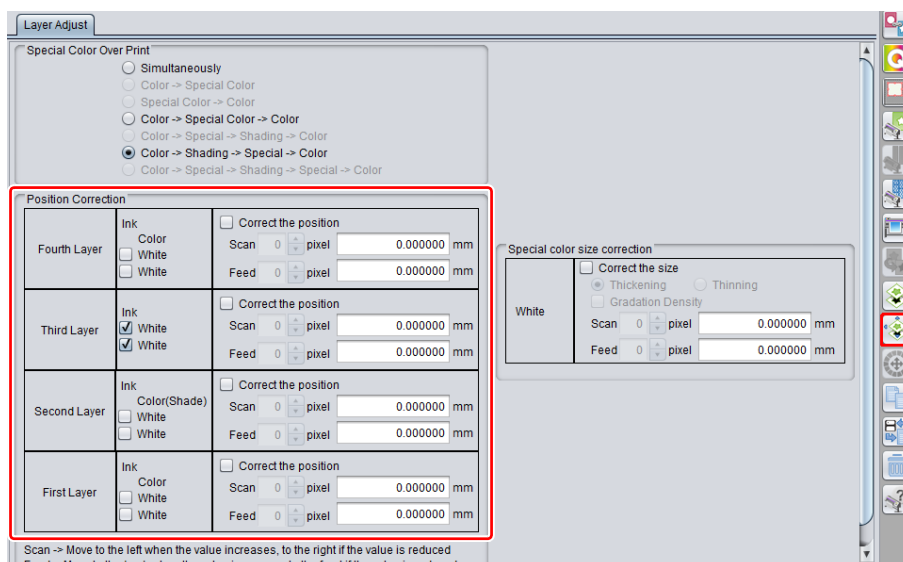 Layer Adjust
Special Color Over Print
Simultaneously
Color -> Special Color
Special Color -> Color
Color -> Special Color -> Color
Color -> Special -> Shading -> Color
Color -> Shading -> Special -> Color
Color -> Special -> Shading -> Special -> Color
Position Correction
Fourth Layer
Ink
Color
White
White
Correct the position
Scan 0 pixel 0.000000 mm
Feed 0 pixel 0.000000 mm
Third Layer
Ink
White
White
Correct the position
Scan 0 pixel 0.000000 mm
Feed 0 pixel 0.000000 mm
Second Layer
Ink
Color(Shade)
White
White
Correct the position
Scan 0 pixel 0.000000 mm
Feed 0 pixel 0.000000 mm
First Layer
Ink
Color
White
White
Correct the position
Scan 0 pixel 0.000000 mm
Feed 0 pixel 0.000000 mm
Scan -> Move to the left when the value increases, to the right if the value is reduced
Special color size correction
White
Correct the size
Thickening Thinning
Gradation Density
Scan 0 pixel 0.000000 mm
Feed 0 pixel 0.000000 mm